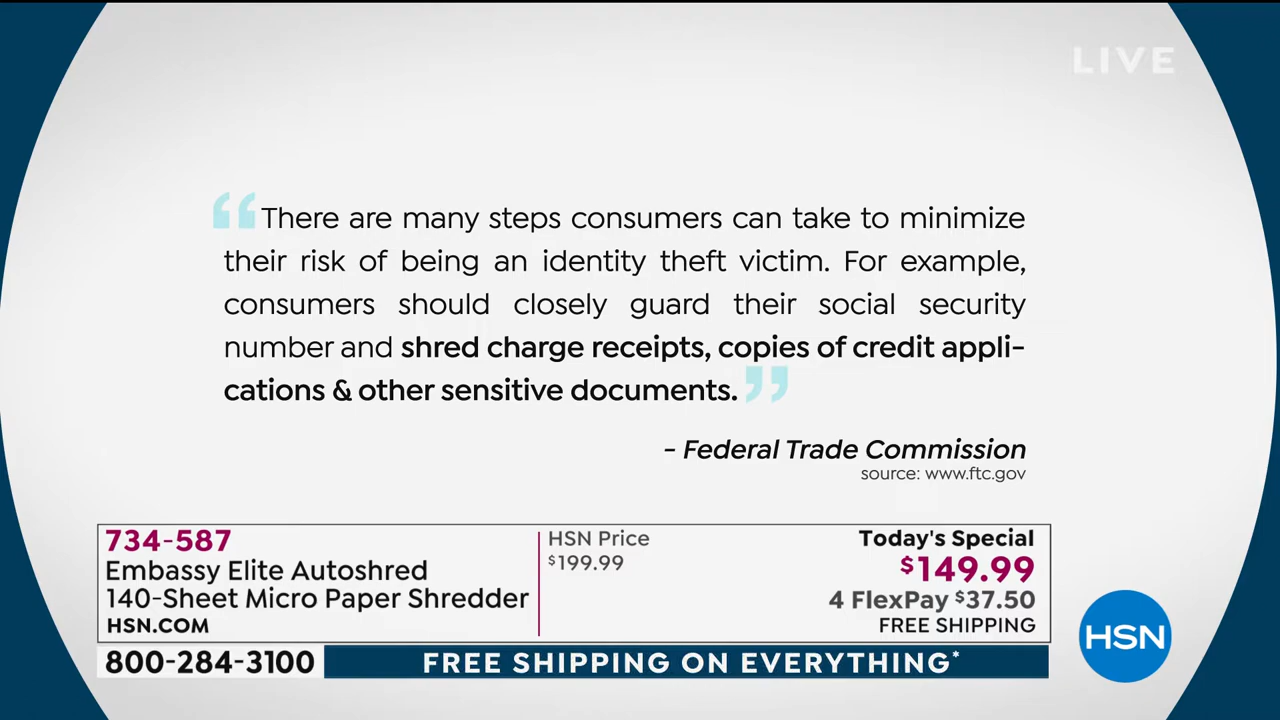 LIVE
“There are many steps consumers can take to minimize
their risk of being an identity theft victim. For example,
consumers should closely guard their social security
number and shred charge receipts, copies of credit appli-
cations & other sensitive documents.”
- Federal Trade Commission
source: www.ftc.gov
734-587
Embassy Elite Autoshred
140-Sheet Micro Paper Shredder
HSN.COM
HSN Price
$199.99
Today's Special
$149.99
4 FlexPay $37.50
FREE SHIPPING
800-284-3100
FREE SHIPPING ON EVERYTHING*
HSN